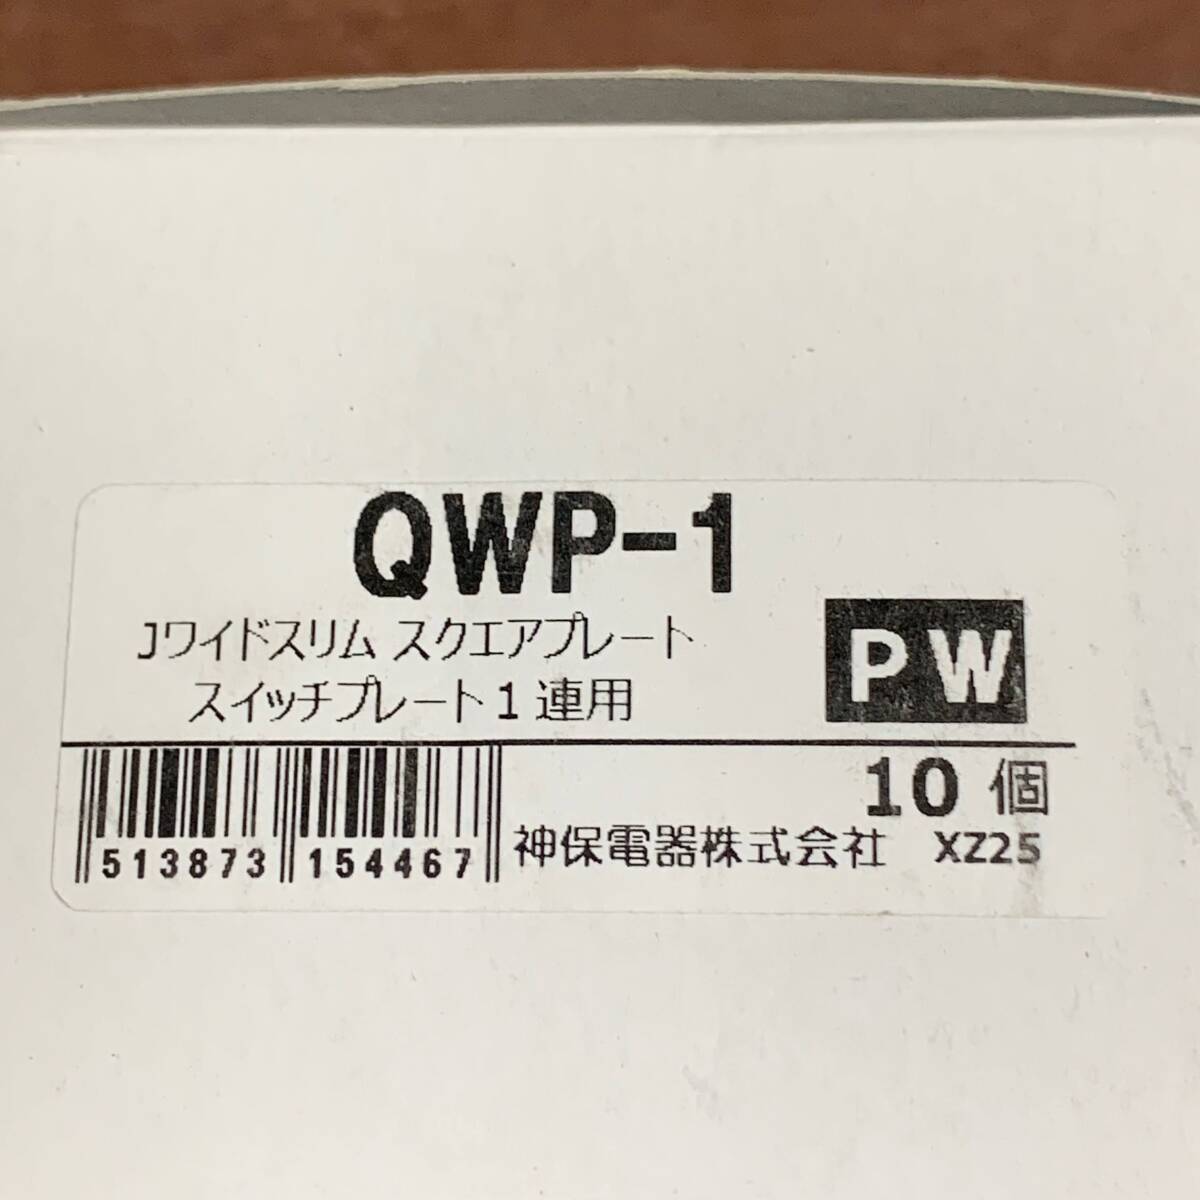 QWP-1
Jワイドスリム スクエアプレート
スイッチプレート1連用
PW
10個
神保電器株式会社 XZ25
513873 154467